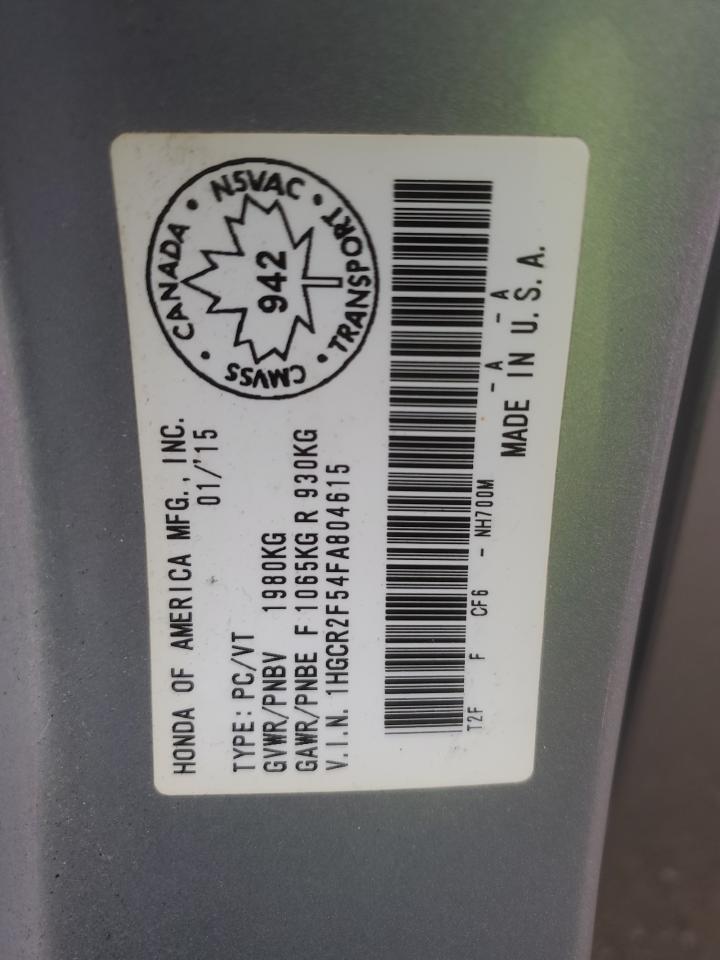 HONDA OF AMERICA MFG., INC.
01/'15
TYPE: PC/VT
GVWR/PNBV 1980KG
GAWR/PNBE F 1065KG R 930KG
V.I.N. 1HGCR2F54FA804615
CANADA • NSVAC • TRANSPORT • CMVSS •
942
T2F F CF6 - NH700M - A - A - A
MADE IN U.S.A.